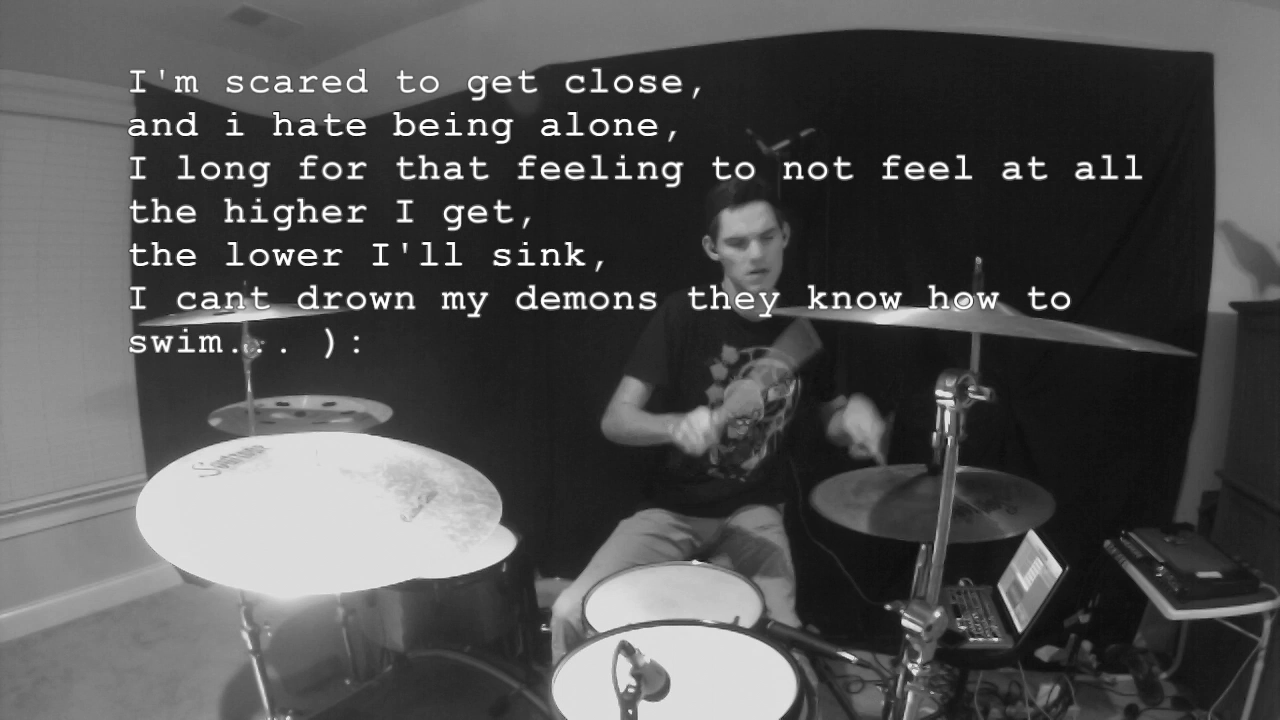 I'm scared to get close,
and i hate being alone,
I long for that feeling to not feel at all
the higher I get,
the lower I'll sink,
I cant drown my demons they know how to
swim... ):